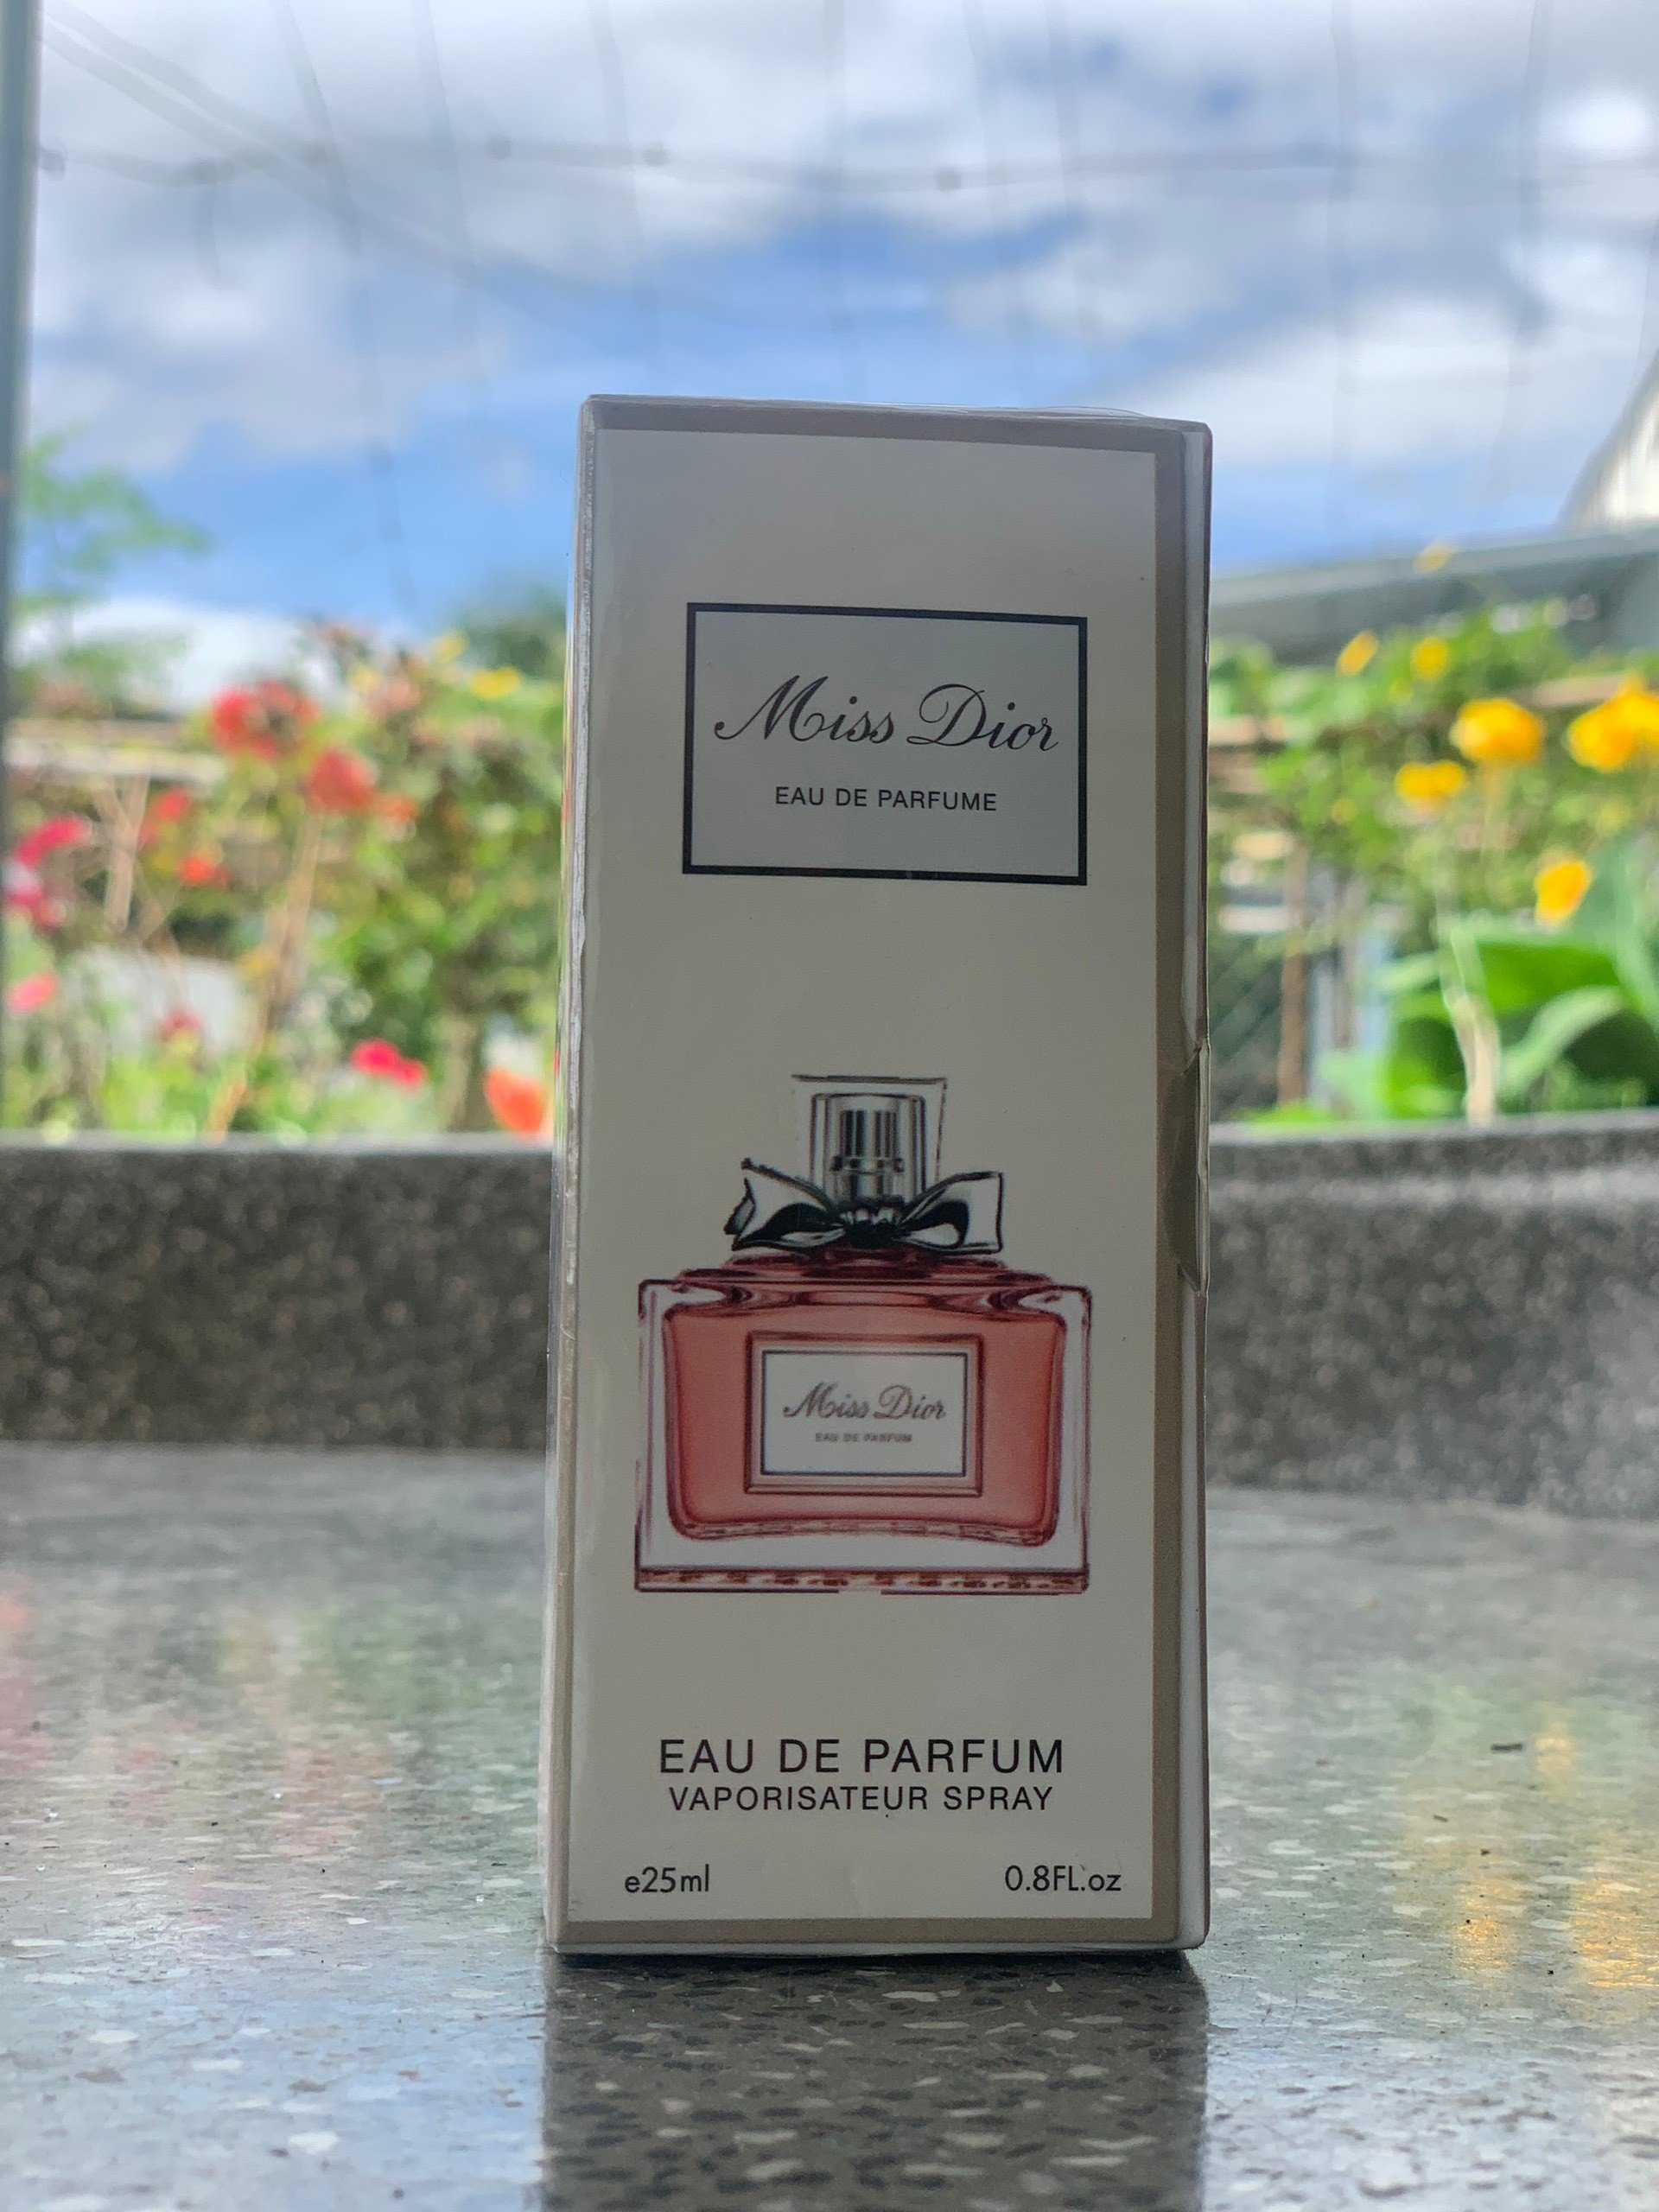 Miss Dior
EAU DE PARFUME
Miss Dior
EAU DE PARFUM
EAU DE PARFUM
VAPORISATEUR SPRAY
e25ml 0.8FL.oz